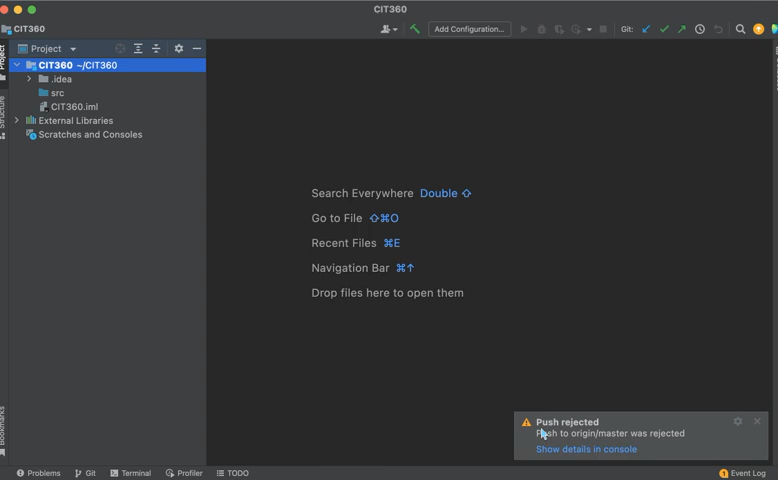 CIT360
CIT360
Add Configuration...
Git:
Project
Project
CIT360 ~/CIT360
.idea
src
CIT360.iml
External Libraries
Scratches and Consoles
Structure
Search Everywhere Double ⇧
Go to File ⇧⌘O
Recent Files ⌘E
Navigation Bar ⌘↑
Drop files here to open them
Bookmarks
Push rejected
Push to origin/master was rejected
Show details in console
Problems Git Terminal Profiler TODO
1 Event Log